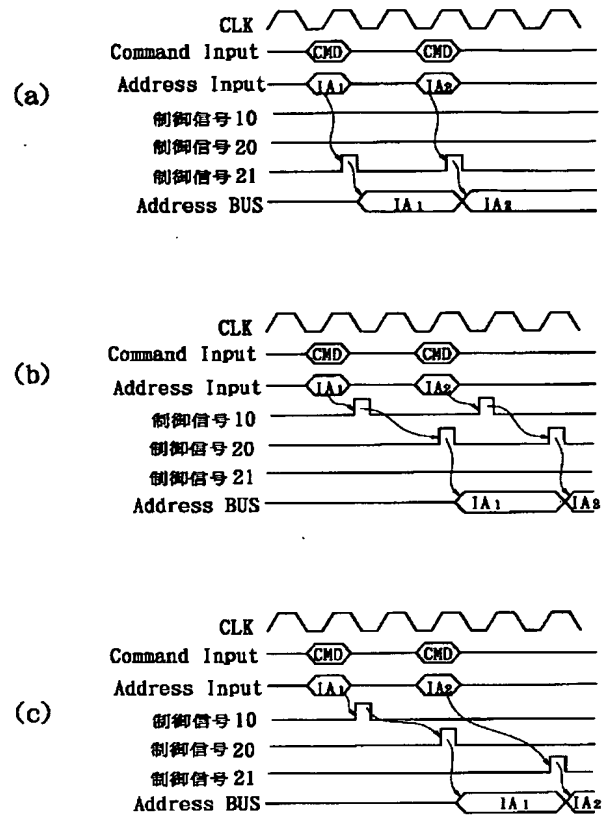 (a)
CLK
Command Input CMD CMD
Address Input IA1 IA2
制御信号10
制御信号20
制御信号21
Address BUS IA1 IA2
(b)
CLK
Command Input CMD CMD
Address Input IA1 IA2
制御信号10
制御信号20
制御信号21
Address BUS IA1 IA2
(c)
CLK
Command Input CMD CMD
Address Input IA1 IA2
制御信号10
制御信号20
制御信号21
Address BUS IA1 IA2